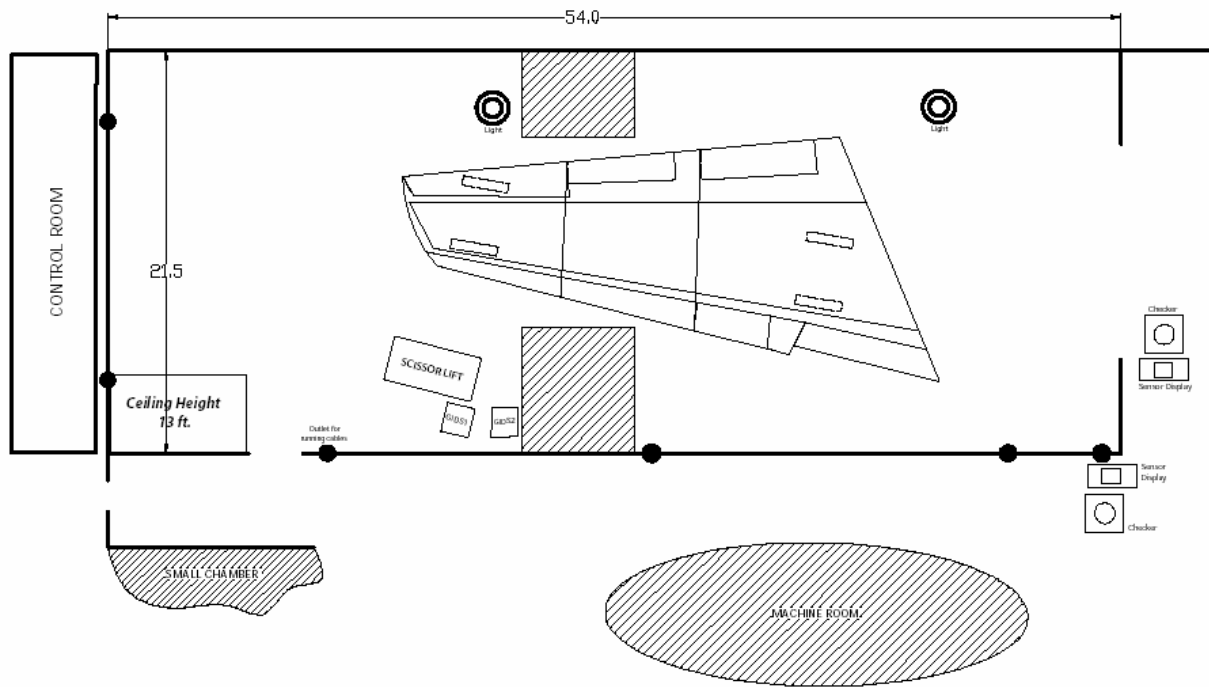 54.0
Light
Light
CONTROL ROOM
21.5
Checker
Sensor Display
SCISSOR LIFT
Ceiling Height
13 ft.
GIDS1
GIDS2
Outlet for
running cables
Sensor
Display
Checker
SMALL CHAMBER
MACHINE ROOM